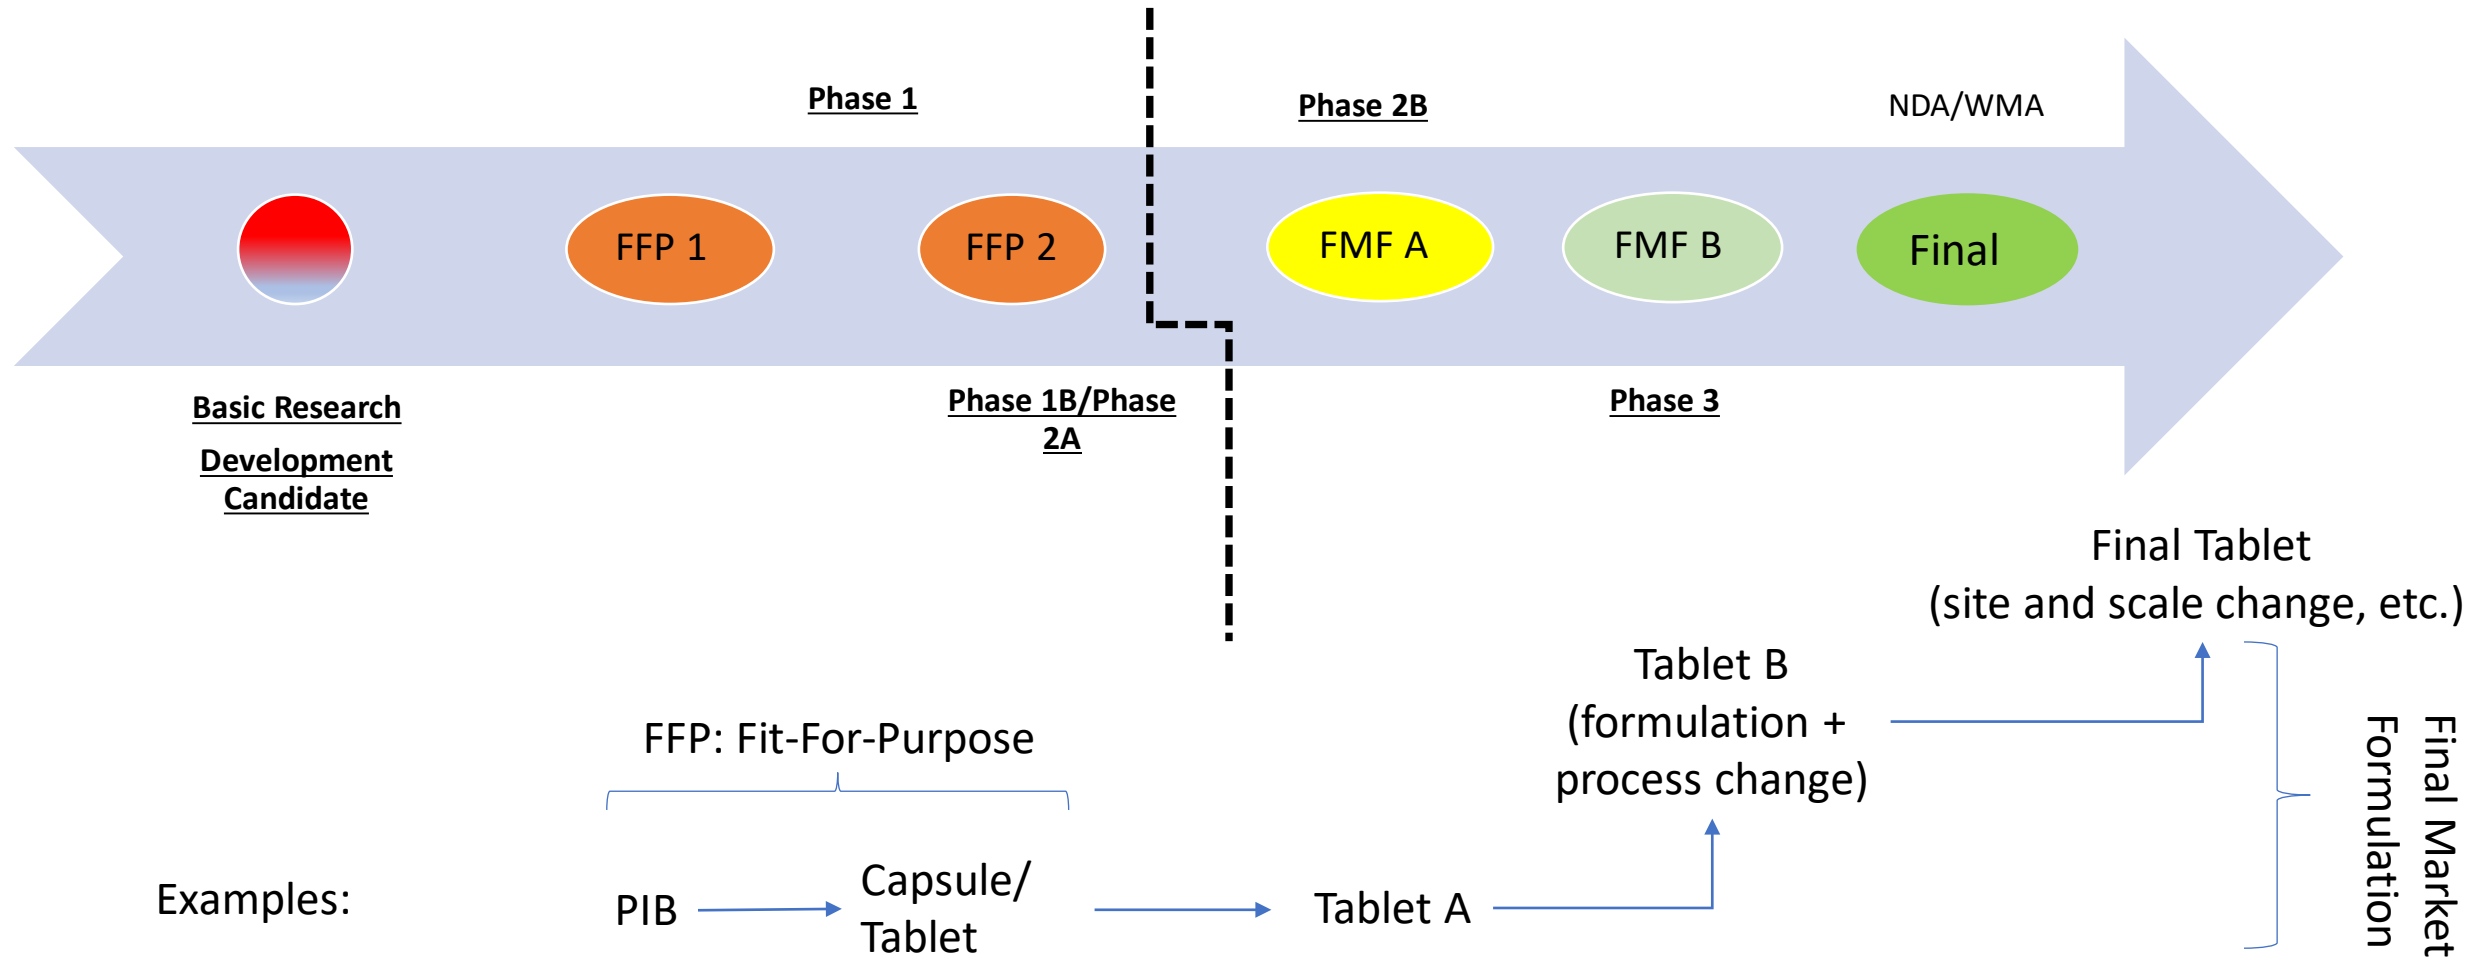 Phase 1
Phase 2B
NDA/WMA
FFP 1
FFP 2
FMF A
FMF B
Final
Basic Research
Development
Candidate
Phase 1B/Phase
2A
Phase 3
Final Tablet
(site and scale change, etc.)
Tablet B
(formulation +
process change)
FFP: Fit-For-Purpose
Examples:
PIB
Capsule/
Tablet
Tablet A
Final Market
Formulation